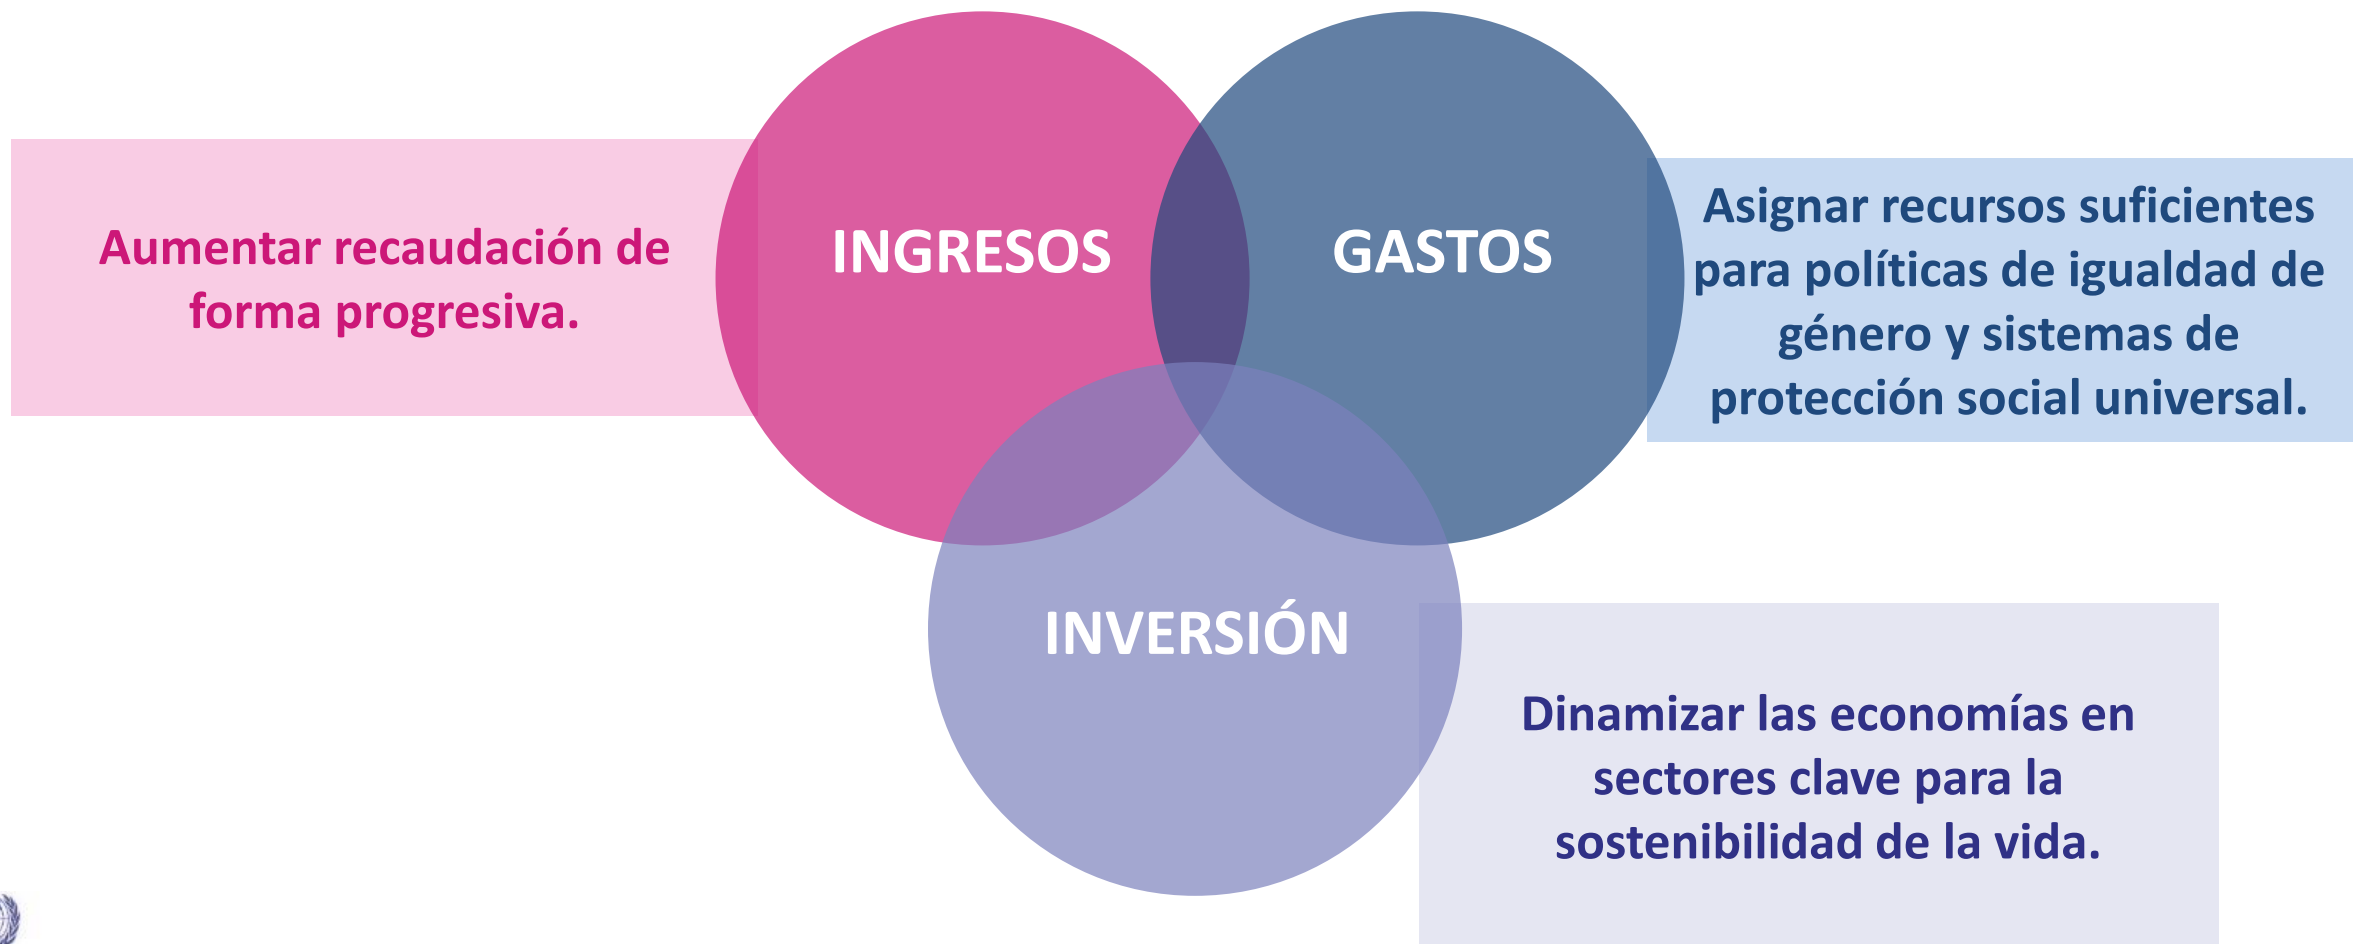 INGRESOS
Aumentar recaudación de
forma progresiva.
GASTOS
Asignar recursos suficientes
para políticas de igualdad de
género y sistemas de
protección social universal.
INVERSIÓN
Dinamizar las economías en
sectores clave para la
sostenibilidad de la vida.